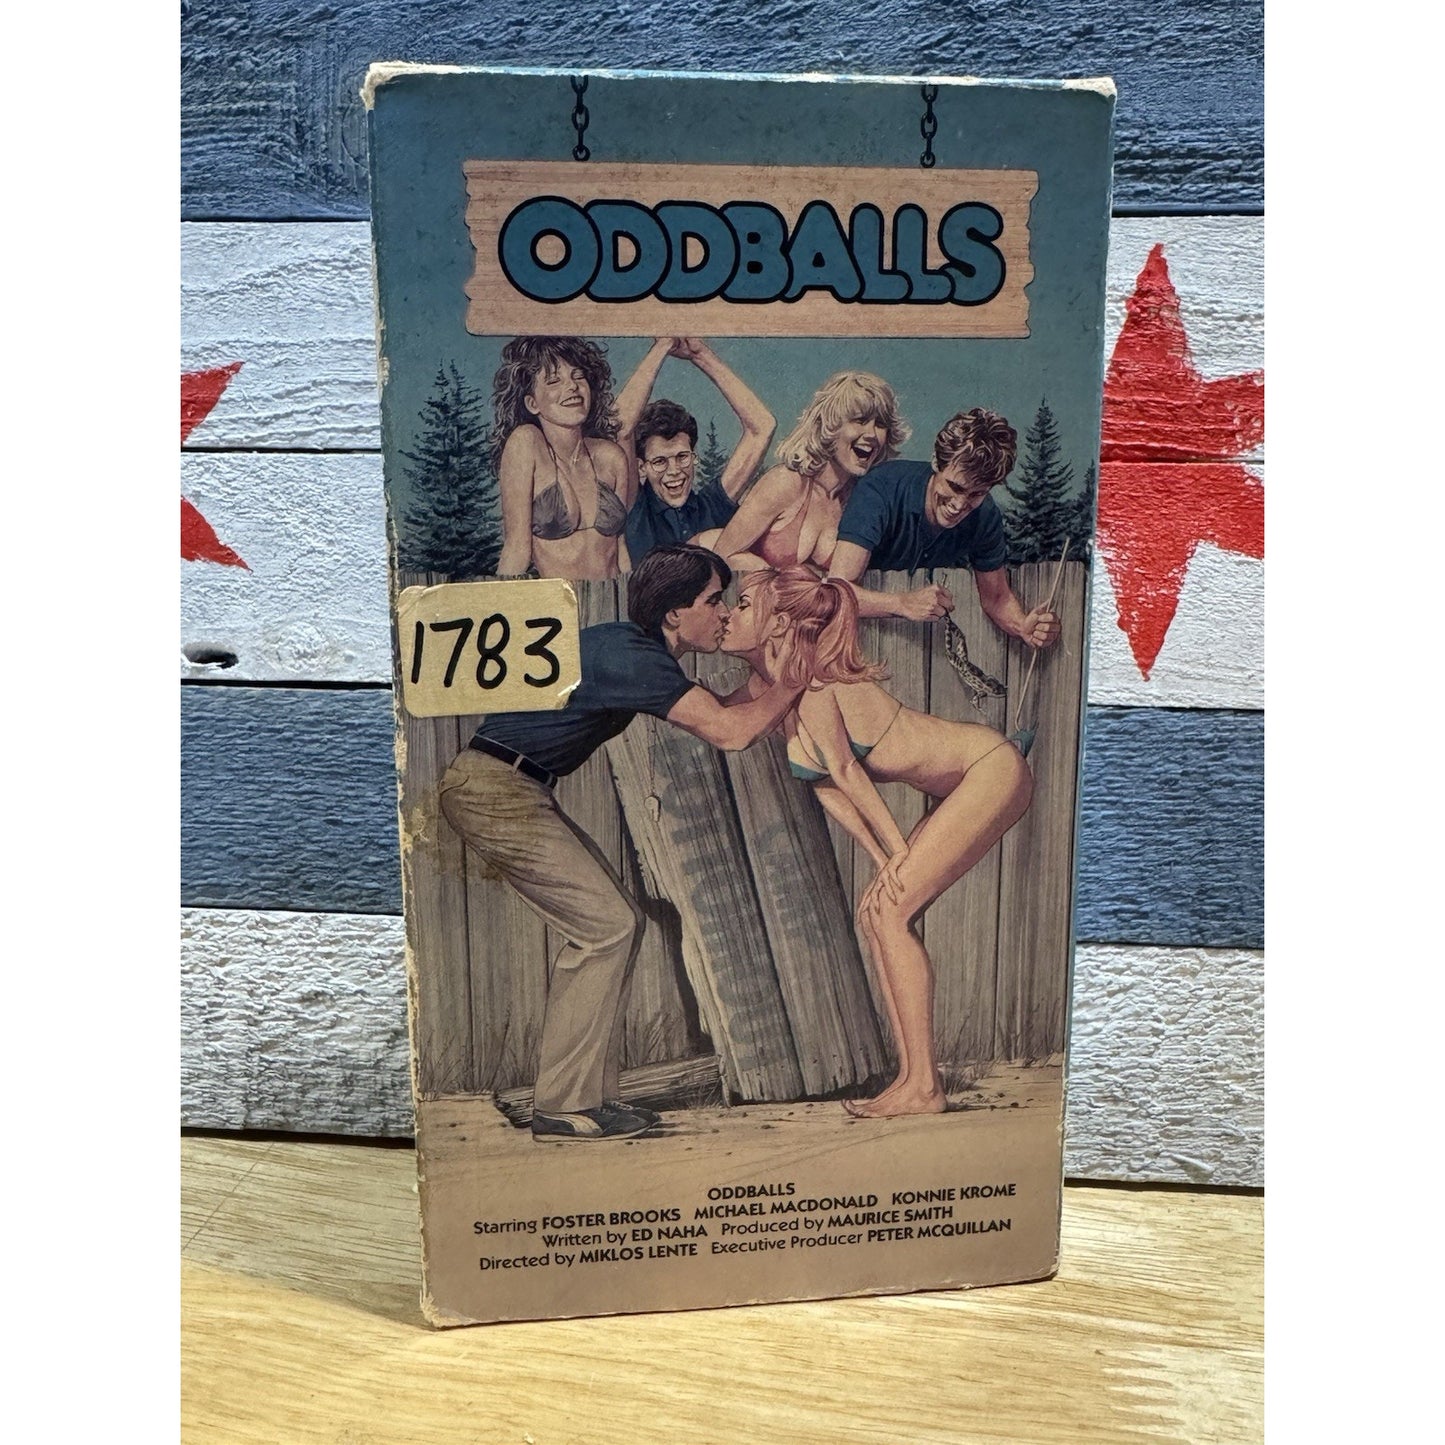 ODDBALLS
1783
ODDBALLS
Starring FOSTER BROOKS MICHAEL MACDONALD KONNIE KROME
Written by ED NAHA Produced by MAURICE SMITH
Directed by MIKLOS LENTE Executive Producer PETER MCQUILLAN